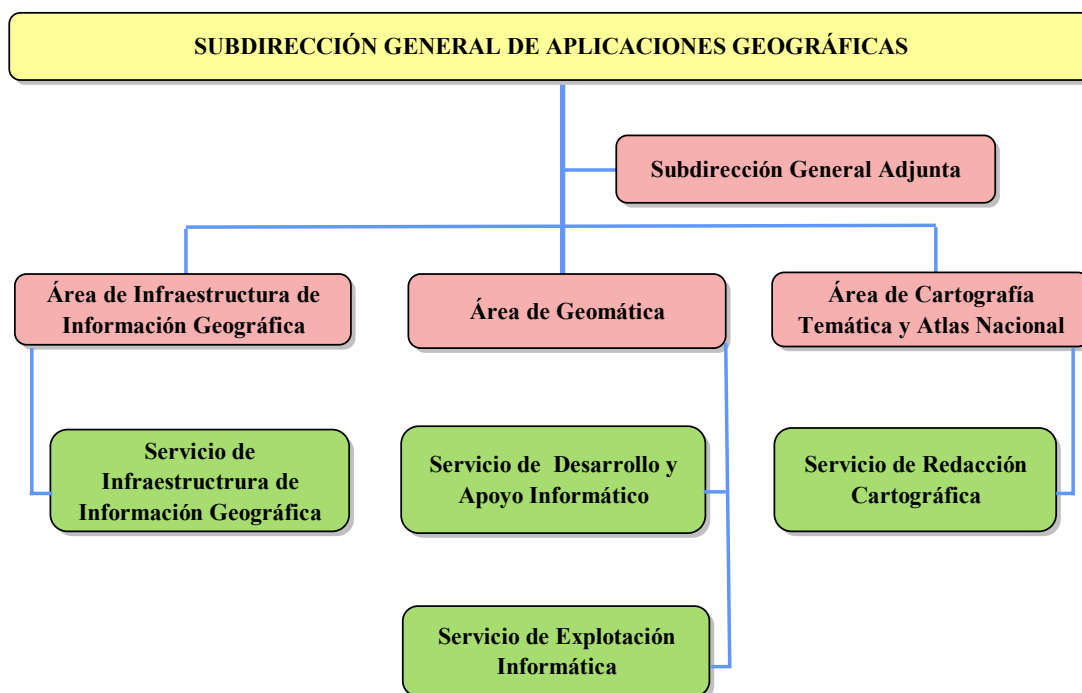 SUBDIRECCIÓN GENERAL DE APLICACIONES GEOGRÁFICAS
Subdirección General Adjunta
Área de Infraestructura de
Información Geográfica
Área de Geomática
Área de Cartografía
Temática y Atlas Nacional
Servicio de
Infraestructrura de
Información Geográfica
Servicio de Desarrollo y
Apoyo Informático
Servicio de Redacción
Cartográfica
Servicio de Explotación
Informática